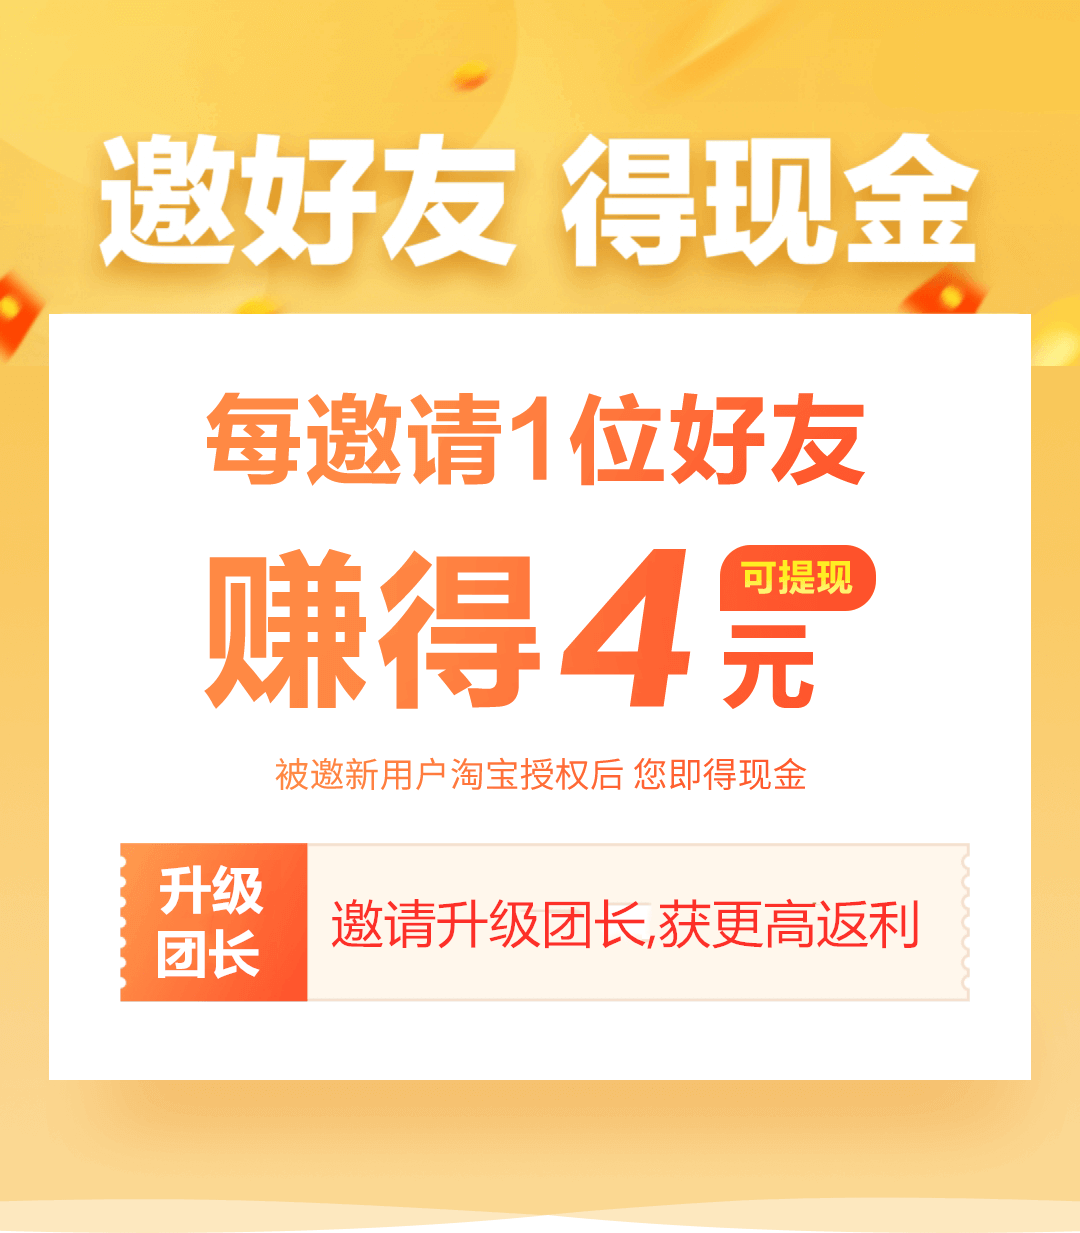 邀好友 得现金
每邀请1位好友
赚得4元
可提现
被邀新用户淘宝授权后 您即得现金
升级
团长
邀请升级团长,获更高返利